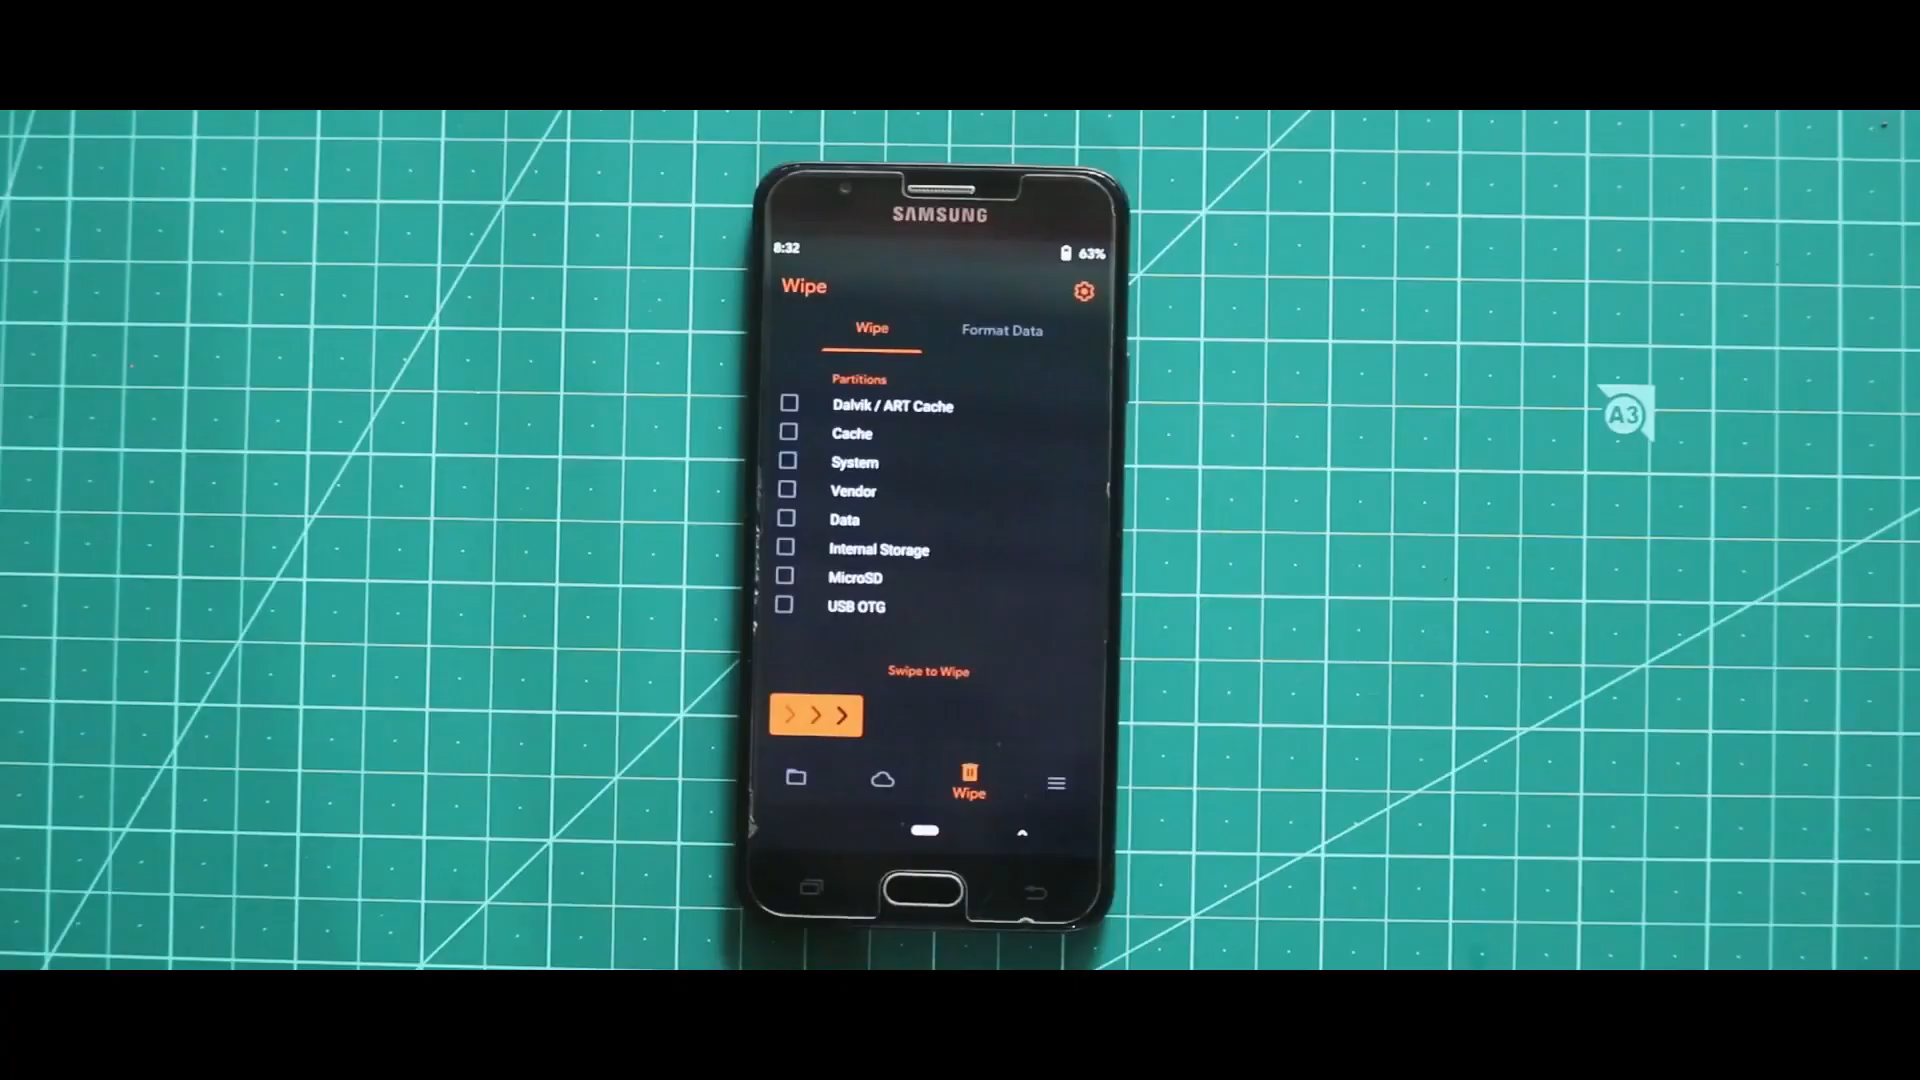 SAMSUNG
8:32
63%
Wipe
Wipe
Format Data
Partitions
Dalvik / ART Cache
Cache
System
Vendor
Data
Internal Storage
MicroSD
USB OTG
Swipe to Wipe
Wipe
A3